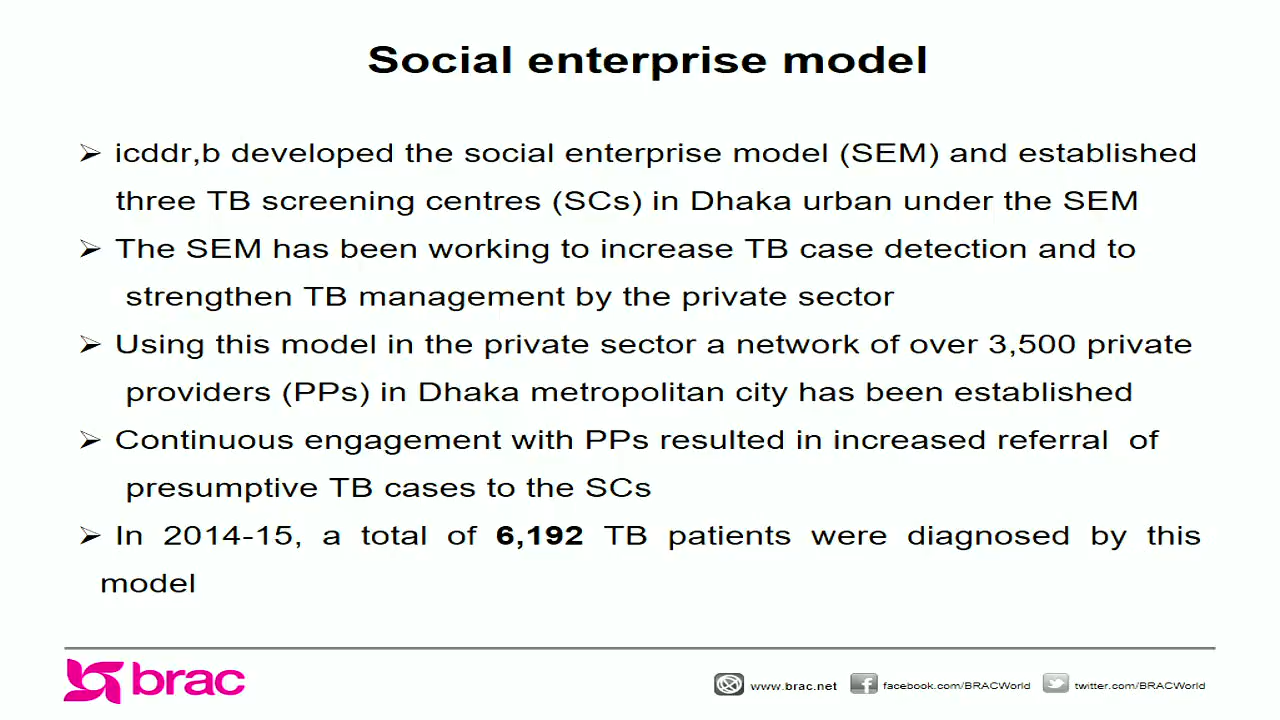 Social enterprise model
➢ icddr,b developed the social enterprise model (SEM) and established
three TB screening centres (SCs) in Dhaka urban under the SEM
➢ The SEM has been working to increase TB case detection and to
strengthen TB management by the private sector
➢ Using this model in the private sector a network of over 3,500 private
providers (PPs) in Dhaka metropolitan city has been established
➢ Continuous engagement with PPs resulted in increased referral of
presumptive TB cases to the SCs
➢ In 2014-15, a total of 6,192 TB patients were diagnosed by this
model
brac
www.brac.net
facebook.com/BRACWorld
twitter.com/BRACWorld